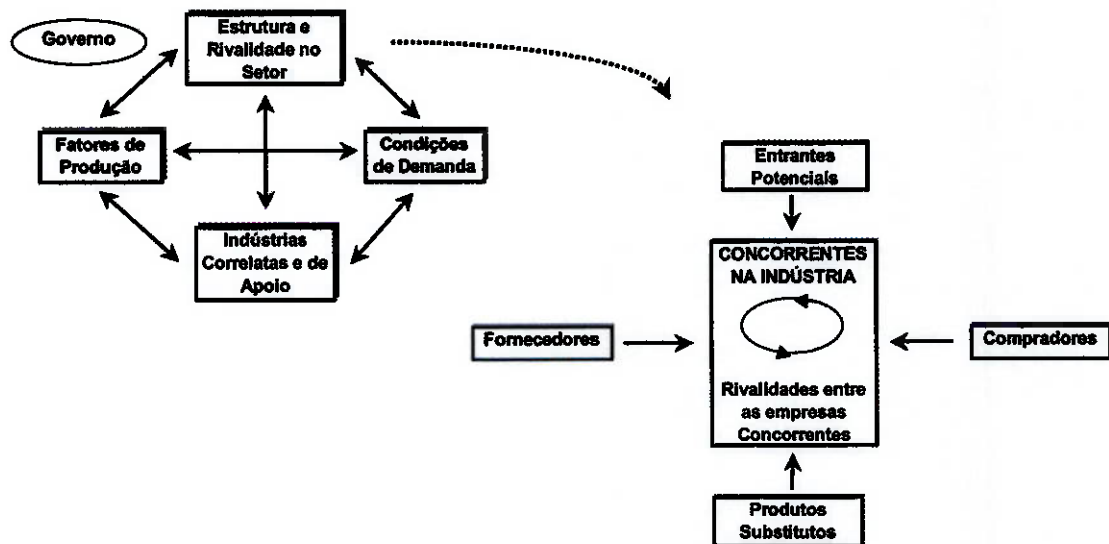 Governo
Estrutura e
Rivalidade no
Setor
Fatores de
Produção
Condições
de Demanda
Indústrias
Correlatas e de
Apoio
Entrantes
Potenciais
CONCORRENTES
NA INDÚSTRIA
Fornecedores
Compradores
Rivalidades entre
as empresas
Concorrentes
Produtos
Substitutos